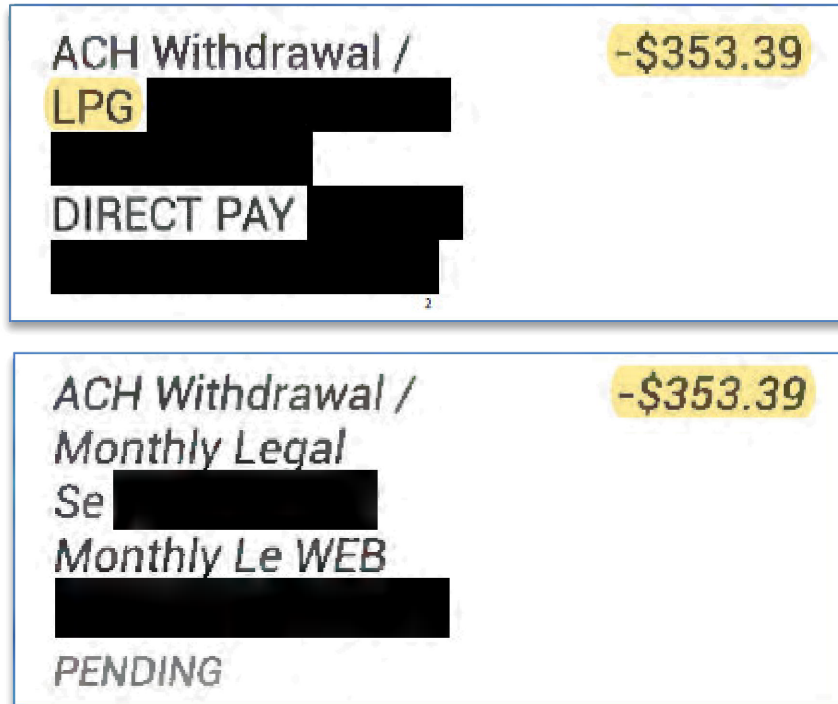 ACH Withdrawal / -$353.39
LPG
DIRECT PAY
2
ACH Withdrawal / -$353.39
Monthly Legal
Se
Monthly Le WEB
PENDING